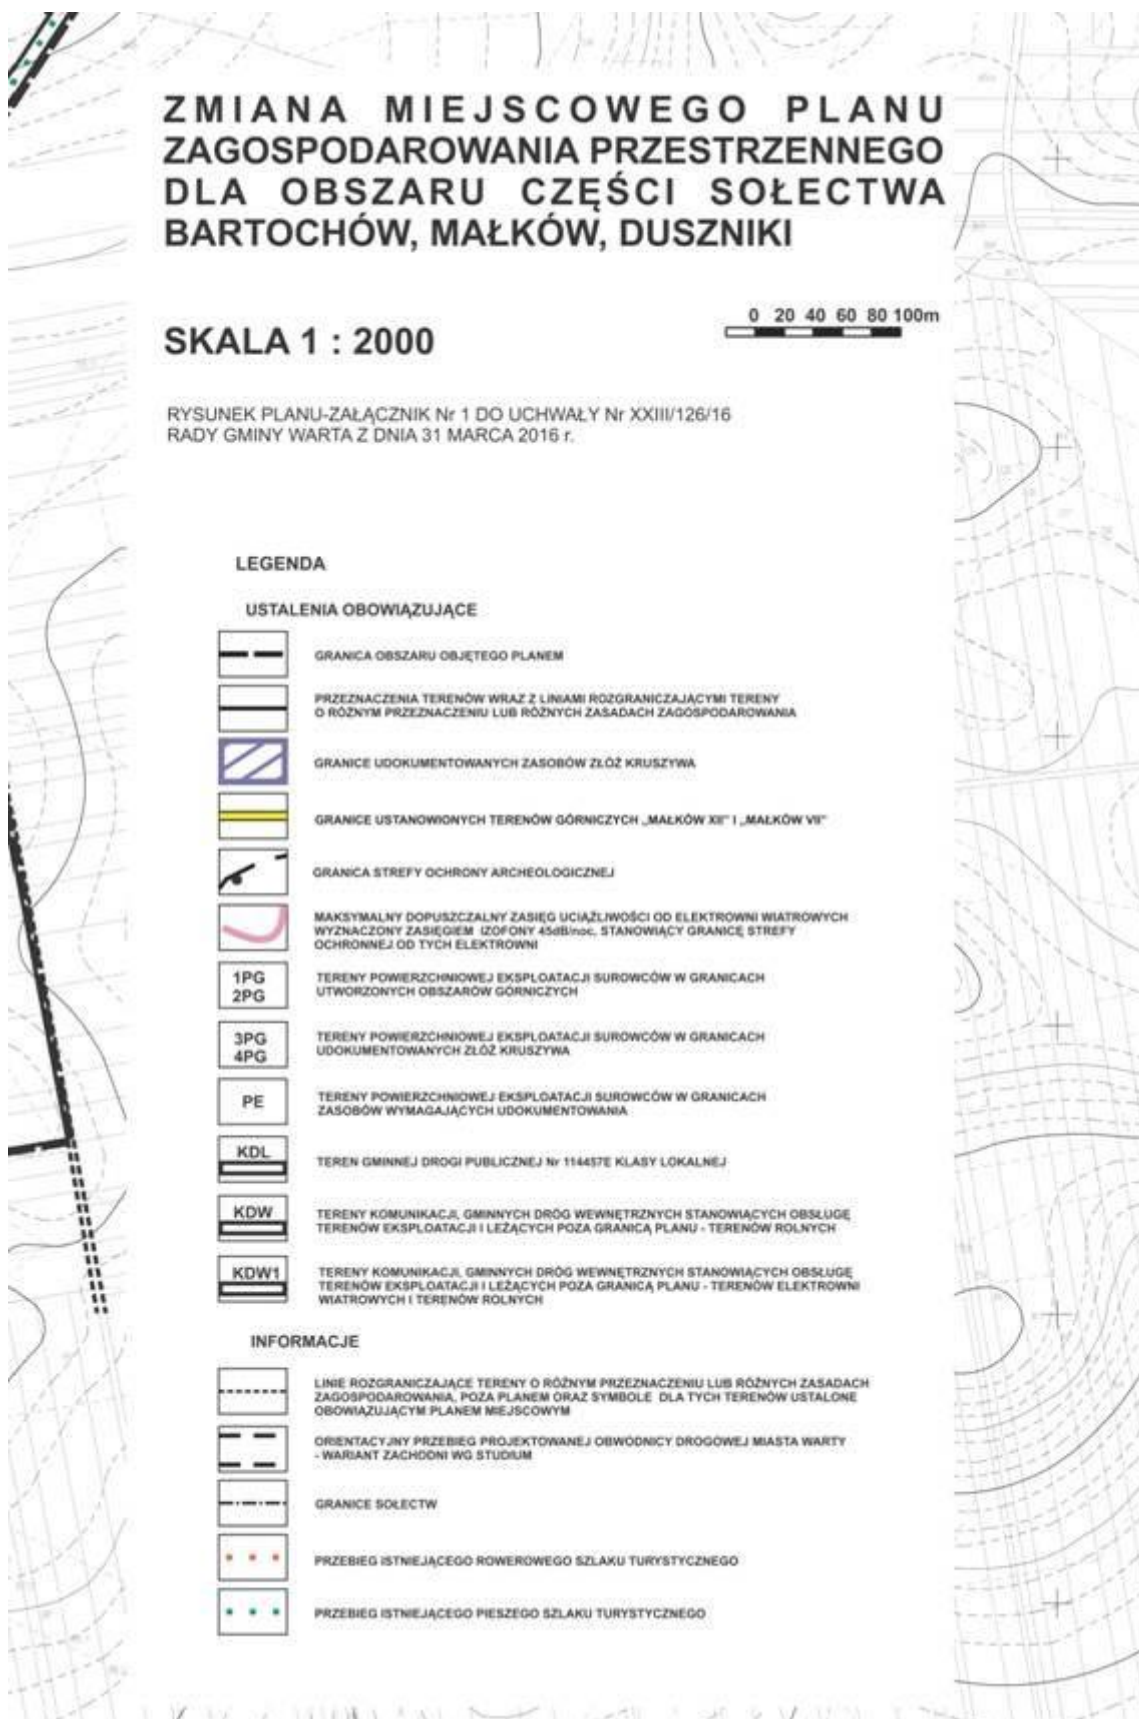 ZMIANA MIEJSCOWEGO PLANU
ZAGOSPODAROWANIA PRZESTRZENNEGO
DLA OBSZARU CZĘŚCI SOŁECTWA
BARTOCHÓW, MAŁKÓW, DUSZNIKI
SKALA 1 : 2000
0 20 40 60 80 100m
RYSUNEK PLANU-ZAŁĄCZNIK Nr 1 DO UCHWAŁY Nr XXIII/126/16
RADY GMINY WARTA Z DNIA 31 MARCA 2016 r.
LEGENDA
USTALENIA OBOWIĄZUJĄCE
GRANICA OBSZARU OBJĘTEGO PLANEM
PRZEZNACZENIA TERENÓW WRAZ Z LINIAMI ROZGRANICZAJĄCYMI TERENY
O RÓŻNYM PRZEZNACZENIU LUB RÓŻNYCH ZASADACH ZAGOSPODAROWANIA
GRANICE UDOKUMENTOWANYCH ZASOBÓW ZŁÓŻ KRUSZYWA
GRANICE USTANOWIONYCH TERENÓW GÓRNICZYCH „MAŁKÓW XII” I „MAŁKÓW VII”
GRANICA STREFY OCHRONY ARCHEOLOGICZNEJ
MAKSYMALNY DOPUSZCZALNY ZASIĘG UCIĄŻLIWOŚCI OD ELEKTROWNI WIATROWYCH
WYZNACZONY ZASIĘGIEM IZOFONY 45dB/noc, STANOWIĄCY GRANICĘ STREFY
OCHRONNEJ OD TYCH ELEKTROWNI
1PG
2PG
TERENY POWIERZCHNIOWEJ EKSPLOATACJI SUROWCÓW W GRANICACH
UTWORZONYCH OBSZARÓW GÓRNICZYCH
3PG
4PG
TERENY POWIERZCHNIOWEJ EKSPLOATACJI SUROWCÓW W GRANICACH
UDOKUMENTOWANYCH ZŁÓŻ KRUSZYWA
PE
TERENY POWIERZCHNIOWEJ EKSPLOATACJI SUROWCÓW W GRANICACH
ZASOBÓW WYMAGAJĄCYCH UDOKUMENTOWANIA
KDL
TEREN GMINNEJ DROGI PUBLICZNEJ Nr 114457E KLASY LOKALNEJ
KDW
TERENY KOMUNIKACJI, GMINNYCH DRÓG WEWNĘTRZNYCH STANOWIĄCYCH OBSŁUGĘ
TERENÓW EKSPLOATACJI I LEŻĄCYCH POZA GRANICĄ PLANU - TERENÓW ROLNYCH
KDW1
TERENY KOMUNIKACJI, GMINNYCH DRÓG WEWNĘTRZNYCH STANOWIĄCYCH OBSŁUGĘ
TERENÓW EKSPLOATACJI I LEŻĄCYCH POZA GRANICĄ PLANU - TERENÓW ELEKTROWNI
WIATROWYCH I TERENÓW ROLNYCH
INFORMACJE
LINIE ROZGRANICZAJĄCE TERENY O RÓŻNYM PRZEZNACZENIU LUB RÓŻNYCH ZASADACH
ZAGOSPODAROWANIA, POZA PLANEM ORAZ SYMBOLE DLA TYCH TERENÓW USTALONE
OBOWIĄZUJĄCYM PLANEM MIEJSCOWYM
ORIENTACYJNY PRZEBIEG PROJEKTOWANEJ OBWODNICY DROGOWEJ MIASTA WARTY
- WARIANT ZACHODNI WG STUDIUM
GRANICE SOŁECTW
PRZEBIEG ISTNIEJĄCEGO ROWEROWEGO SZLAKU TURYSTYCZNEGO
PRZEBIEG ISTNIEJĄCEGO PIESZEGO SZLAKU TURYSTYCZNEGO